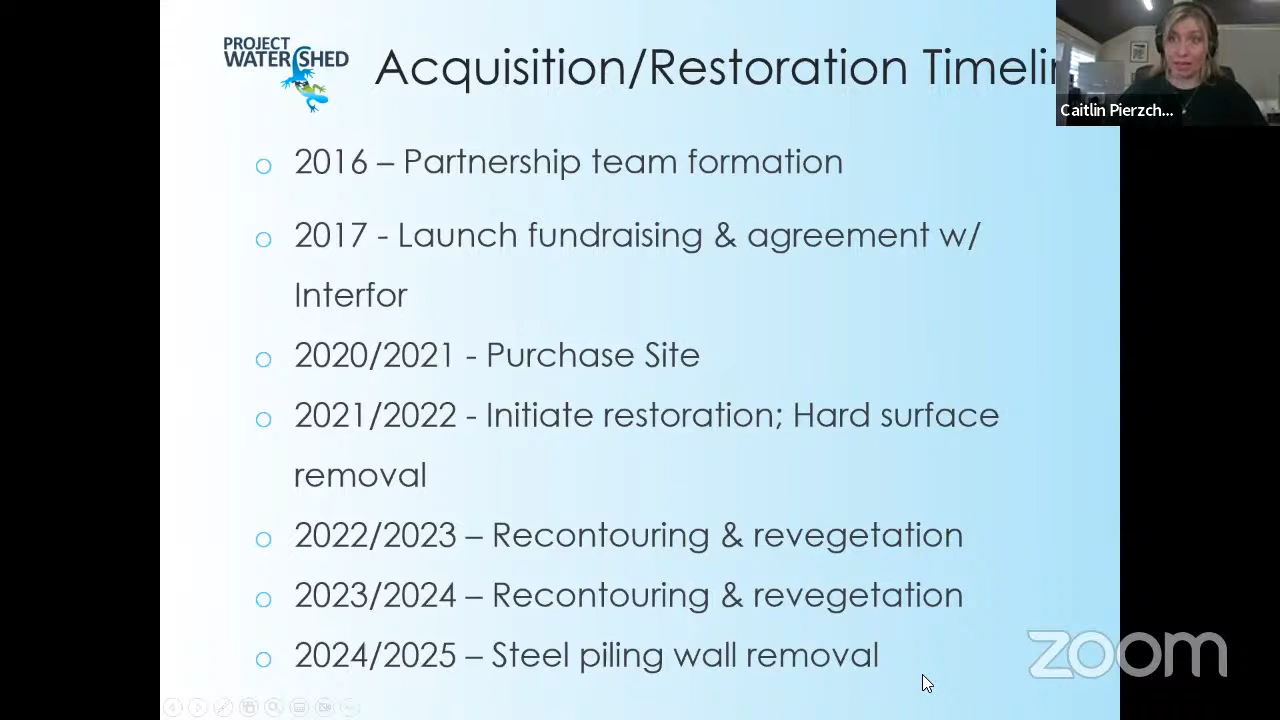 PROJECT
WATERSHED
Acquisition/Restoration Timelin
Caitlin Pierzch...
2016 – Partnership team formation
2017 - Launch fundraising & agreement w/
Interfor
2020/2021 - Purchase Site
2021/2022 - Initiate restoration; Hard surface
removal
2022/2023 – Recontouring & revegetation
2023/2024 – Recontouring & revegetation
2024/2025 – Steel piling wall removal
zoom